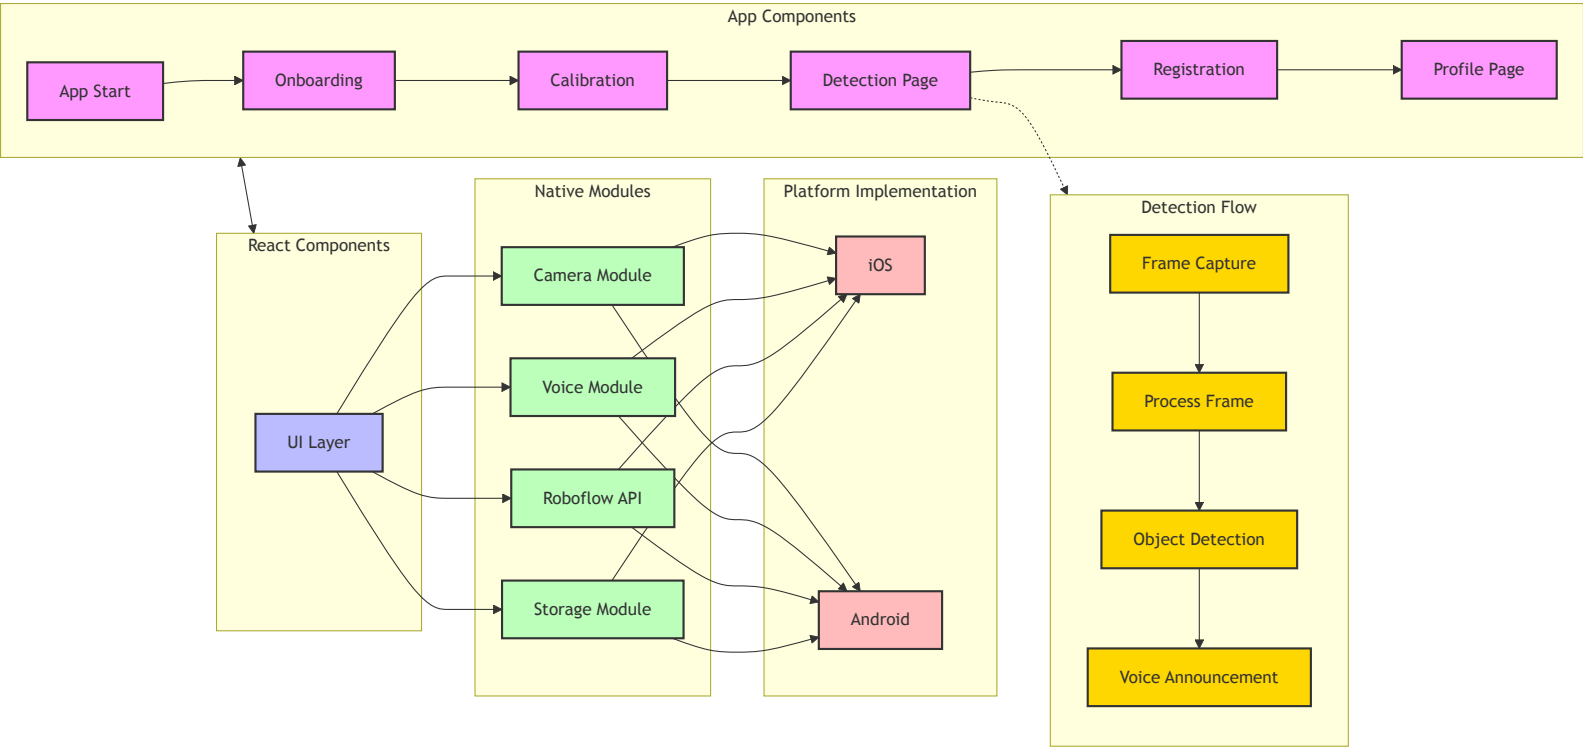 App Components
App Start
Onboarding
Calibration
Detection Page
Registration
Profile Page
React Components
UI Layer
Native Modules
Camera Module
Voice Module
Roboflow API
Storage Module
Platform Implementation
iOS
Android
Detection Flow
Frame Capture
Process Frame
Object Detection
Voice Announcement